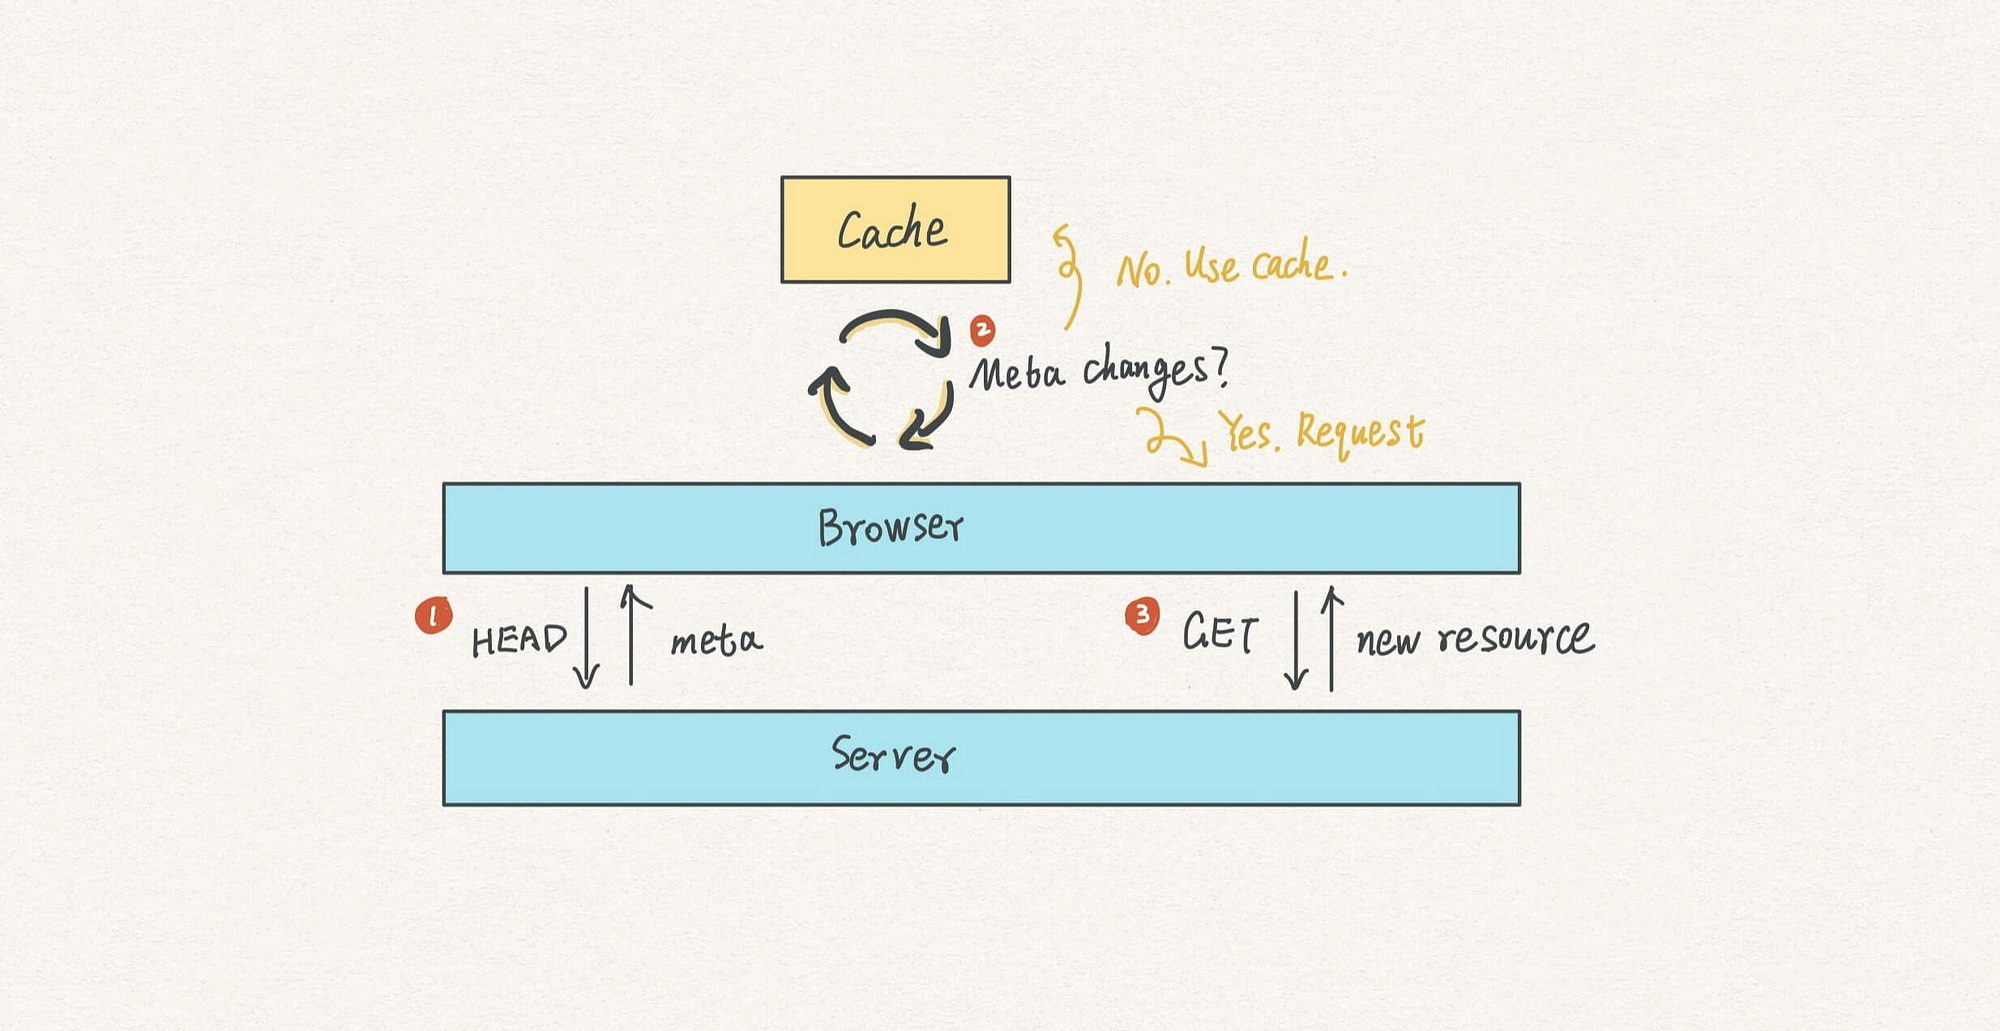 Cache
No. Use cache.
2
Meta changes?
Yes. Request
Browser
1
HEAD
meta
3
GET
new resource
Server